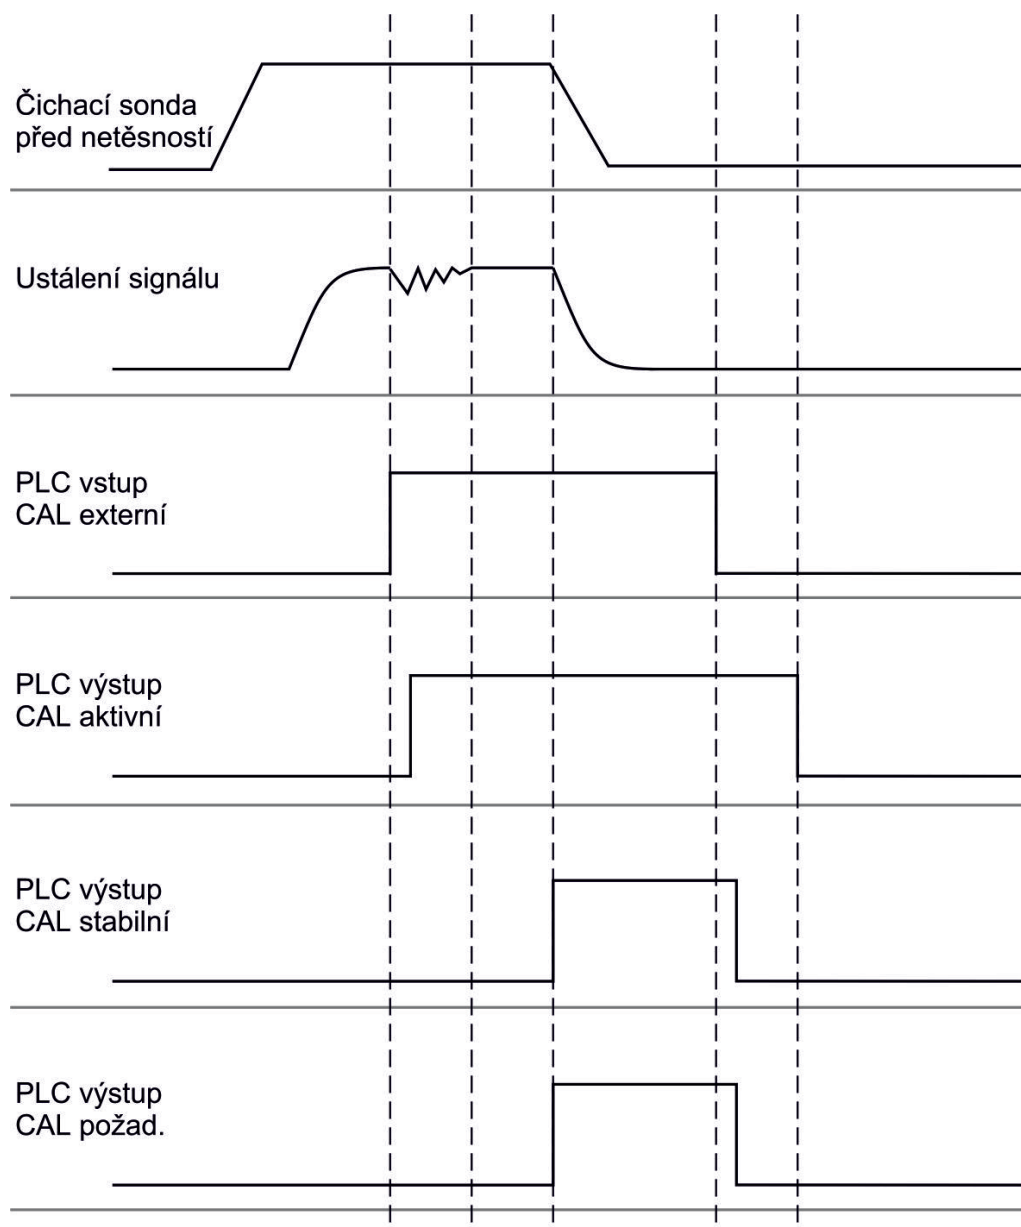 Čichací sonda
před netěsností
Ustálení signálu
PLC vstup
CAL externí
PLC výstup
CAL aktivní
PLC výstup
CAL stabilní
PLC výstup
CAL požad.